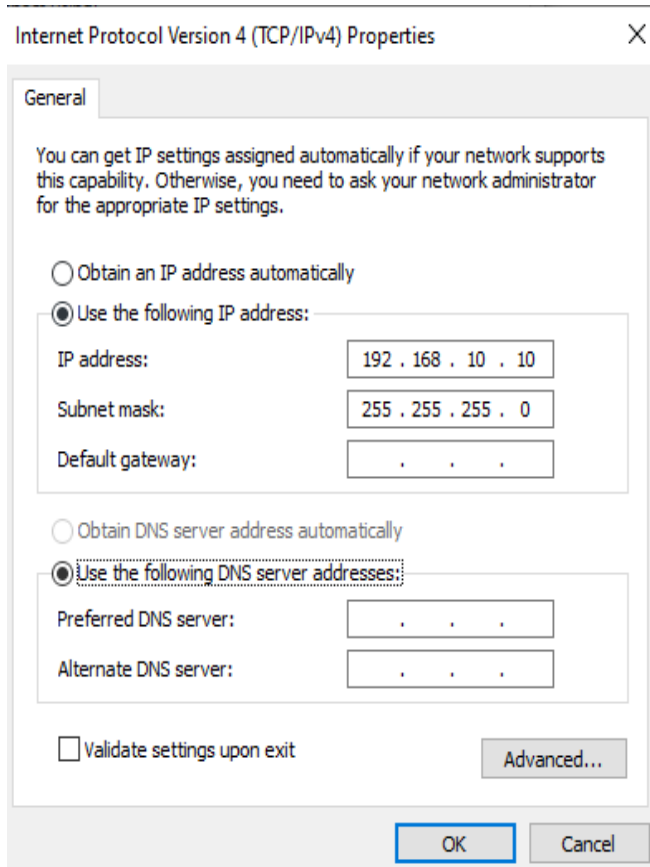 Internet Protocol Version 4 (TCP/IPv4) Properties
General
You can get IP settings assigned automatically if your network supports
this capability. Otherwise, you need to ask your network administrator
for the appropriate IP settings.
Obtain an IP address automatically
Use the following IP address:
IP address: 192 . 168 . 10 . 10
Subnet mask: 255 . 255 . 255 . 0
Default gateway: . . .
Obtain DNS server address automatically
Use the following DNS server addresses:
Preferred DNS server: . . .
Alternate DNS server: . . .
Validate settings upon exit
Advanced...
OK Cancel